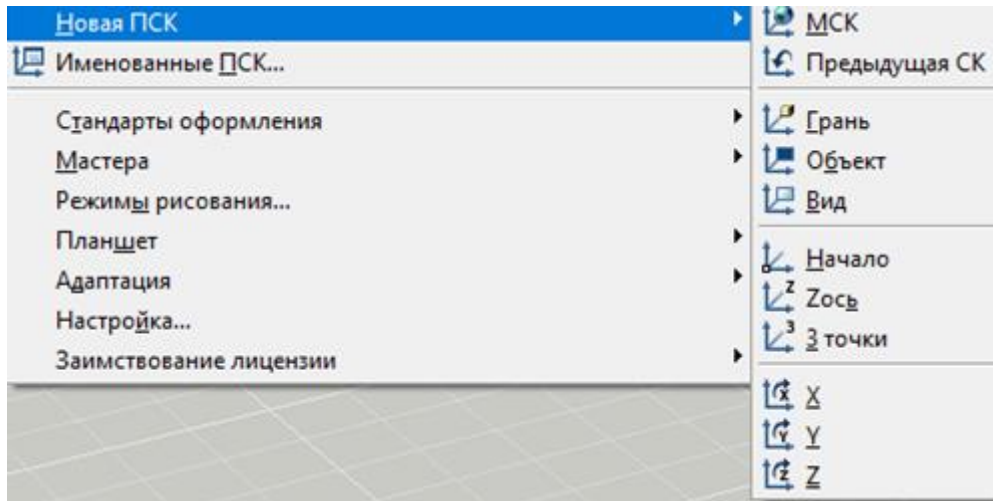 Новая ПСК
Именованные ПСК...
Стандарты оформления
Мастера
Режимы рисования...
Планшет
Адаптация
Настройка...
Заимствование лицензии
МСК
Предыдущая СК
Грань
Объект
Вид
Начало
Zось
3 точки
X
Y
Z